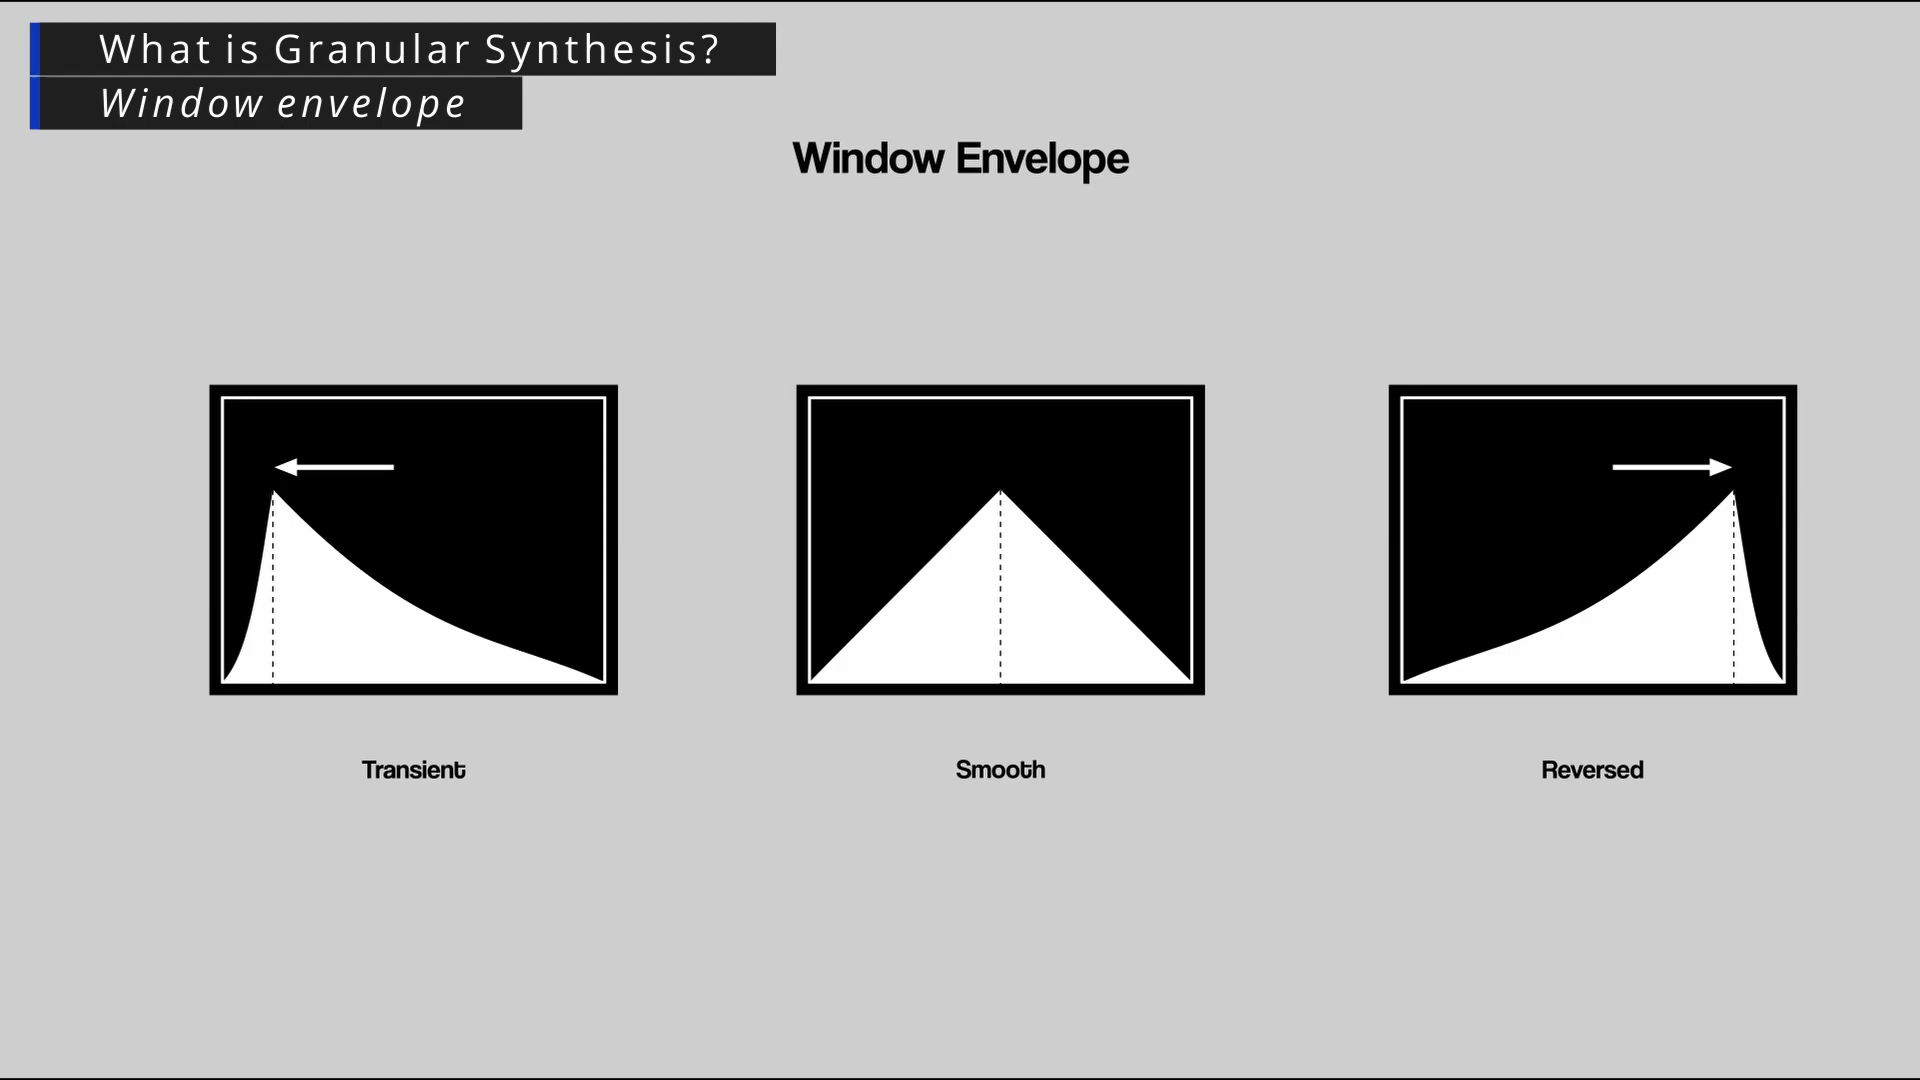 What is Granular Synthesis?
Window envelope
Window Envelope
Transient
Smooth
Reversed